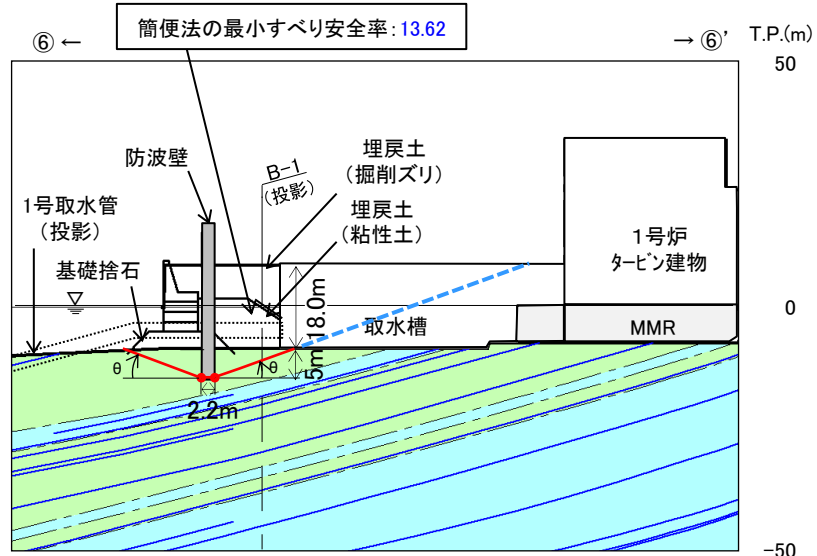 簡便法の最小すべり安全率：13.62
⑥ ←
→ ⑥'
T.P.(m)
50
防波壁
B-1
(投影)
埋戻土
(掘削ズリ)
埋戻土
(粘性土)
1号取水管
(投影)
基礎捨石
1号炉
タービン建物
0
18.0m
取水槽
MMR
θ
θ
5m
2.2m
-50